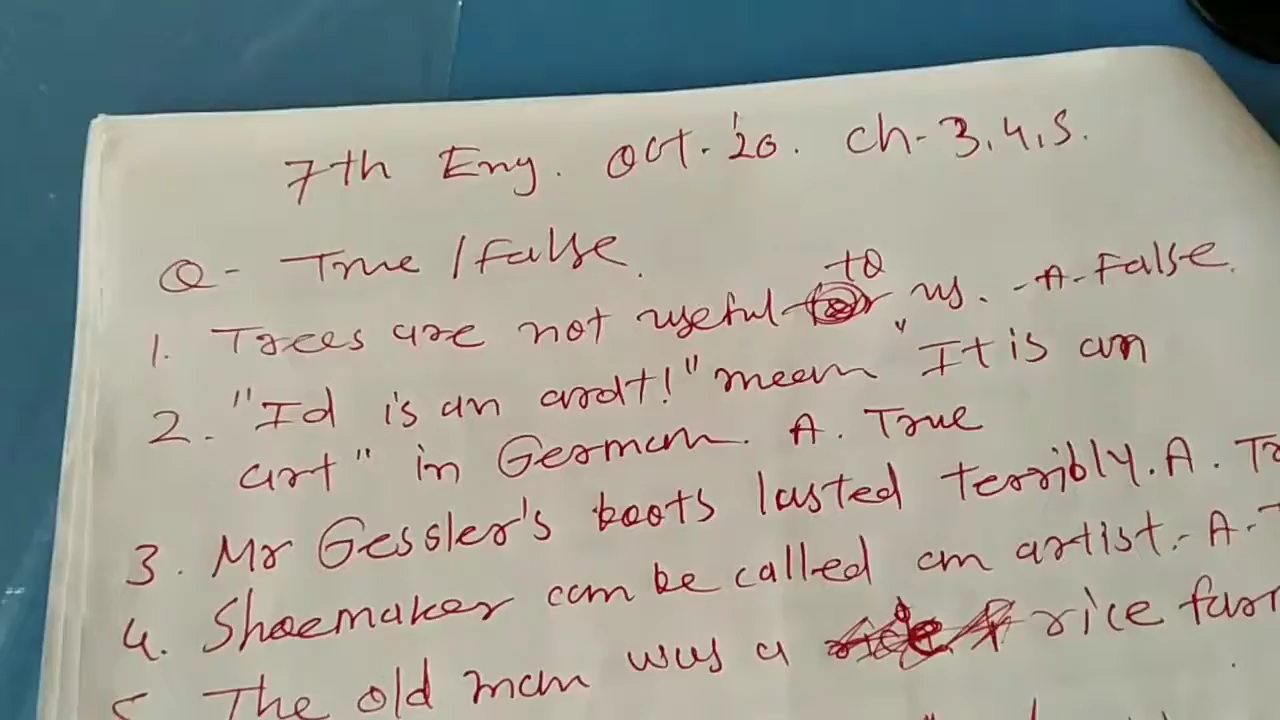 7th Eng. Oct. '20. ch-3,4,5.
Q- True / False.
to
1. Trees are not useful us. - A- False.
2. "Id is an ardt!" mean "It is an
art" in German. A. True
3. Mr Gessler's boots lasted terribly. A. Tr
4. Shoemaker can be called an artist. - A- T
5. The old man was a rice far